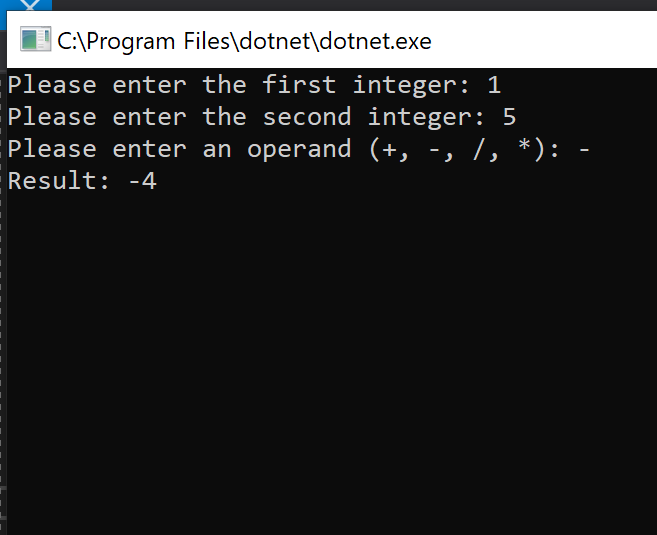 C:\Program Files\dotnet\dotnet.exe
Please enter the first integer: 1
Please enter the second integer: 5
Please enter an operand (+, -, /, *): -
Result: -4